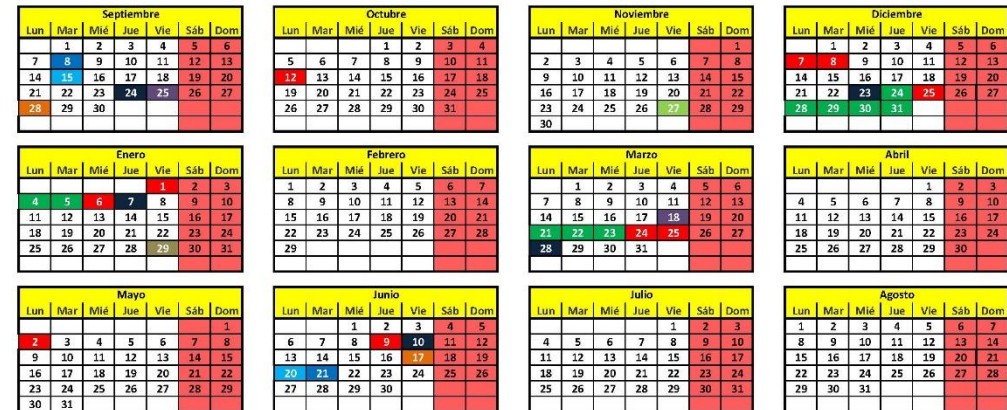 Septiembre
Lun Mar Mié Jue Vie Sáb Dom
1 2 3 4 5 6
7 8 9 10 11 12 13
14 15 16 17 18 19 20
21 22 23 24 25 26 27
28 29 30
Octubre
Lun Mar Mié Jue Vie Sáb Dom
1 2 3 4
5 6 7 8 9 10 11
12 13 14 15 16 17 18
19 20 21 22 23 24 25
26 27 28 29 30 31
Noviembre
Lun Mar Mié Jue Vie Sáb Dom
1
2 3 4 5 6 7 8
9 10 11 12 13 14 15
16 17 18 19 20 21 22
23 24 25 26 27 28 29
30
Diciembre
Lun Mar Mié Jue Vie Sáb Dom
1 2 3 4 5 6
7 8 9 10 11 12 13
14 15 16 17 18 19 20
21 22 23 24 25 26 27
28 29 30 31
Enero
Lun Mar Mié Jue Vie Sáb Dom
1 2 3
4 5 6 7 8 9 10
11 12 13 14 15 16 17
18 19 20 21 22 23 24
25 26 27 28 29 30 31
Febrero
Lun Mar Mié Jue Vie Sáb Dom
1 2 3 4 5 6 7
8 9 10 11 12 13 14
15 16 17 18 19 20 21
22 23 24 25 26 27 28
29
Marzo
Lun Mar Mié Jue Vie Sáb Dom
1 2 3 4 5 6
7 8 9 10 11 12 13
14 15 16 17 18 19 20
21 22 23 24 25 26 27
28 29 30 31
Abril
Lun Mar Mié Jue Vie Sáb Dom
1 2 3
4 5 6 7 8 9 10
11 12 13 14 15 16 17
18 19 20 21 22 23 24
25 26 27 28 29 30
Mayo
Lun Mar Mié Jue Vie Sáb Dom
1
2 3 4 5 6 7 8
9 10 11 12 13 14 15
16 17 18 19 20 21 22
23 24 25 26 27 28 29
30 31
Junio
Lun Mar Mié Jue Vie Sáb Dom
1 2 3 4 5
6 7 8 9 10 11 12
13 14 15 16 17 18 19
20 21 22 23 24 25 26
27 28 29 30
Julio
Lun Mar Mié Jue Vie Sáb Dom
1 2 3
4 5 6 7 8 9 10
11 12 13 14 15 16 17
18 19 20 21 22 23 24
25 26 27 28 29 30 31
Agosto
Lun Mar Mié Jue Vie Sáb Dom
1 2 3 4 5 6 7
8 9 10 11 12 13 14
15 16 17 18 19 20 21
22 23 24 25 26 27 28
29 30 31